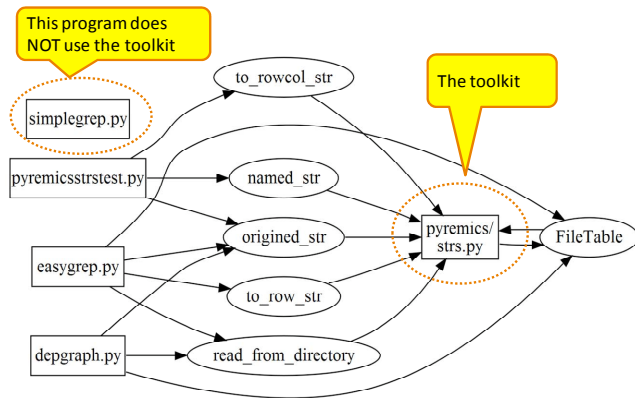 This program does
NOT use the toolkit
to_rowcol_str
The toolkit
simplegrep.py
pyremicsstrstest.py
named_str
pyremics/
strs.py
origined_str
FileTable
easygrep.py
to_row_str
depgraph.py
read_from_directory